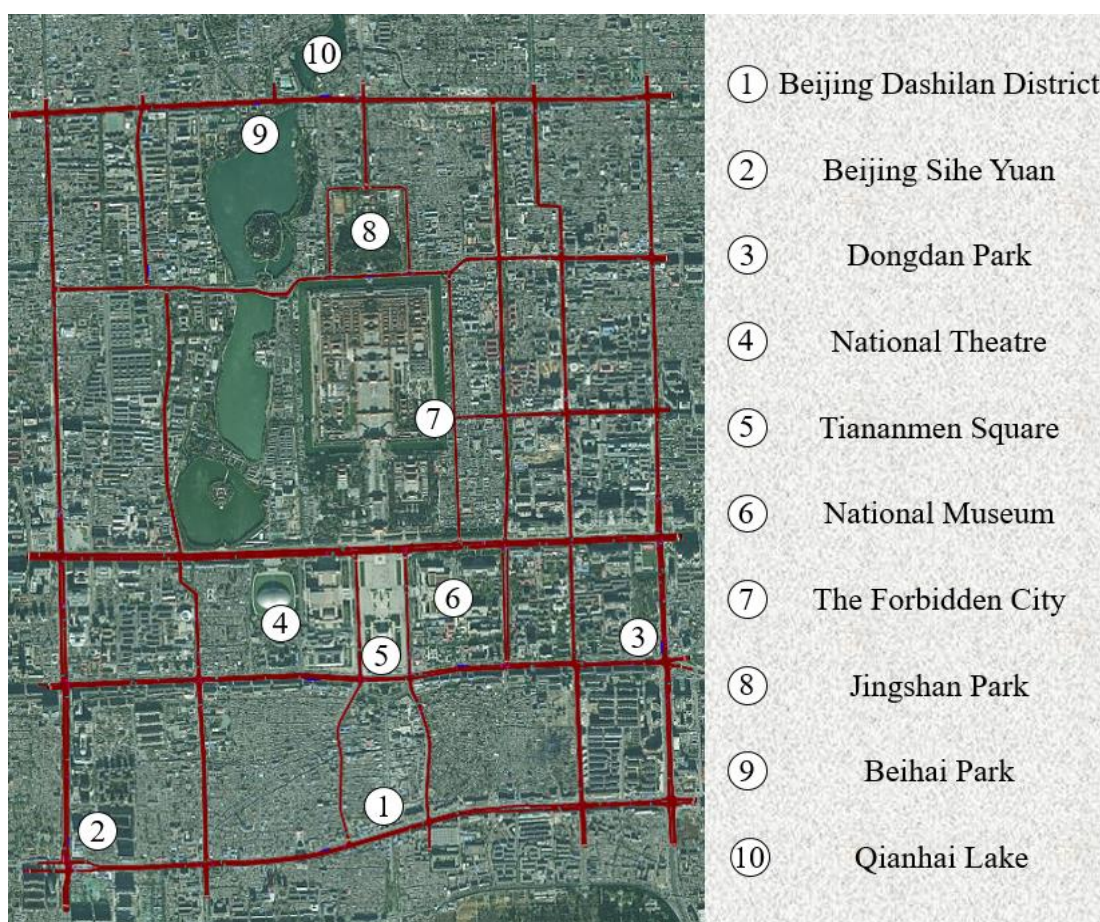 10
9
8
7
6
4
3
5
1
2
1 Beijing Dashilan District
2 Beijing Sihe Yuan
3 Dongdan Park
4 National Theatre
5 Tiananmen Square
6 National Museum
7 The Forbidden City
8 Jingshan Park
9 Beihai Park
10 Qianhai Lake